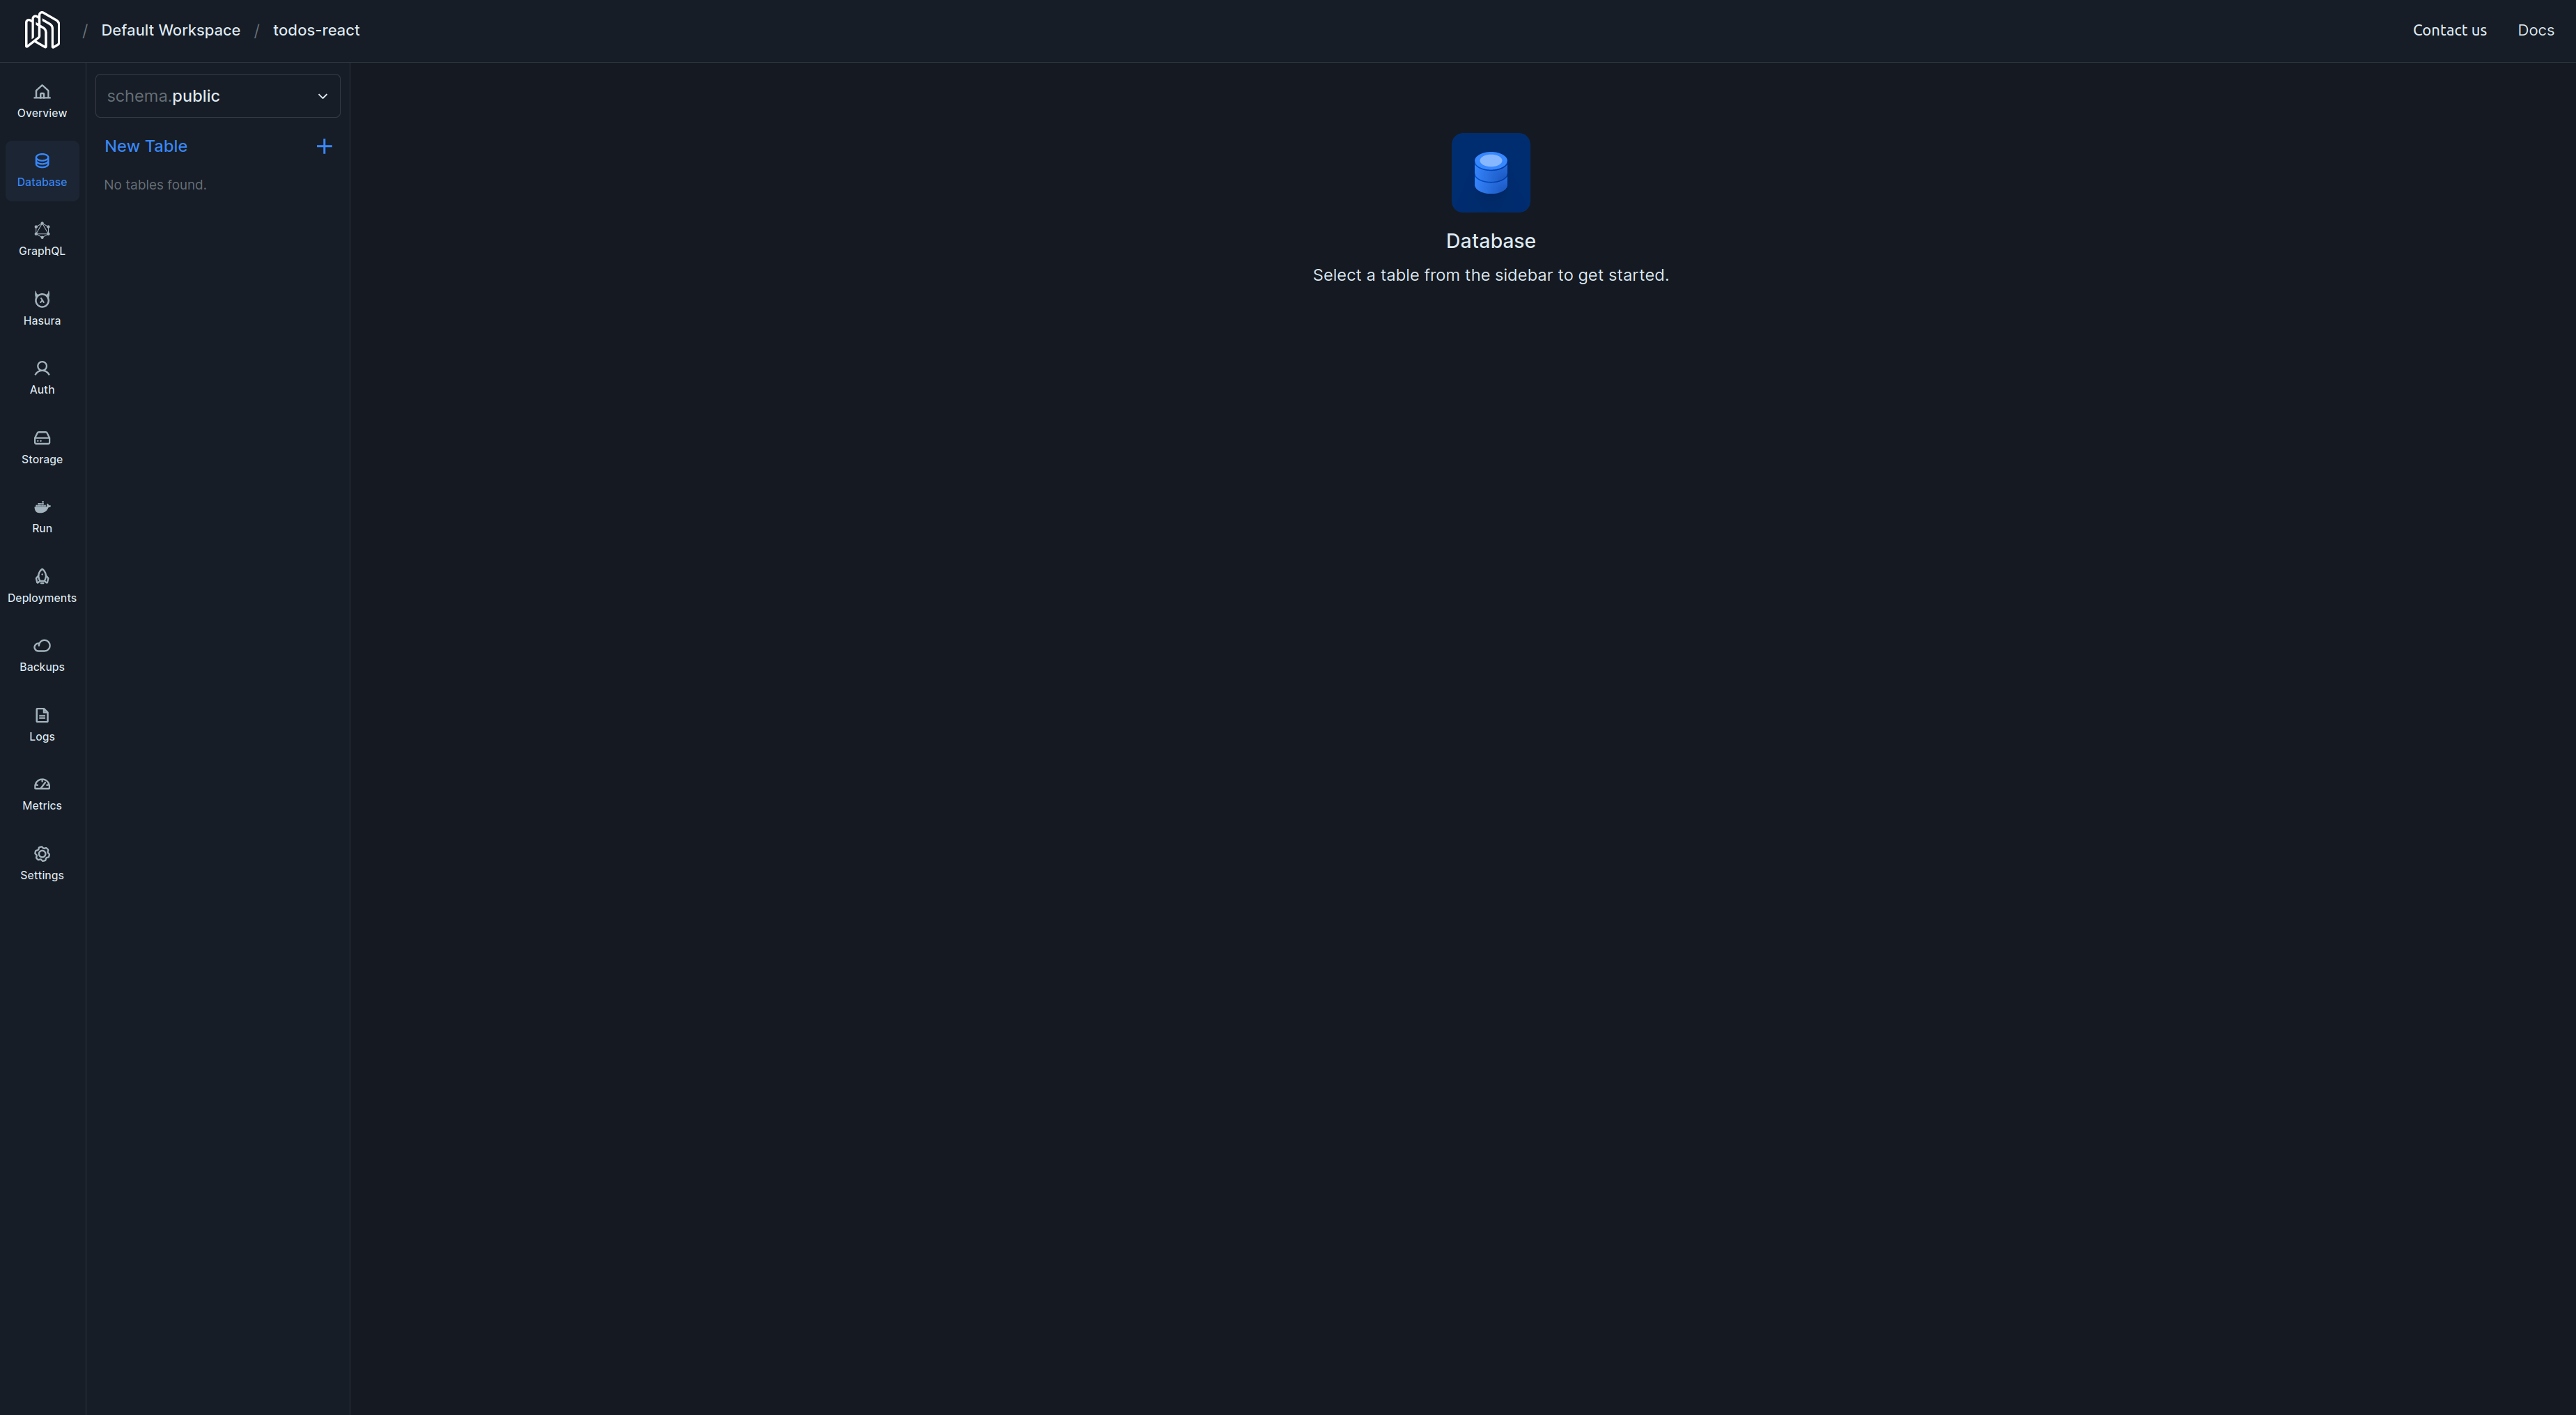 / Default Workspace / todos-react
Contact us
Docs
Overview
Database
GraphQL
Hasura
Auth
Storage
Run
Deployments
Backups
Logs
Metrics
Settings
schema.public
New Table
No tables found.
Database
Select a table from the sidebar to get started.